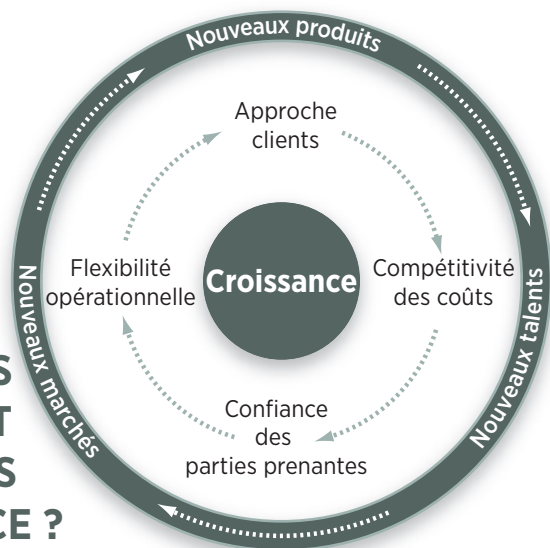 Nouveaux produits
Approche
clients
Flexibilité
opérationnelle
Croissance
Compétitivité
des coûts
Nouveaux marchés
Nouveaux talents
Confiance
des
parties prenantes
S
T
S
CE ?